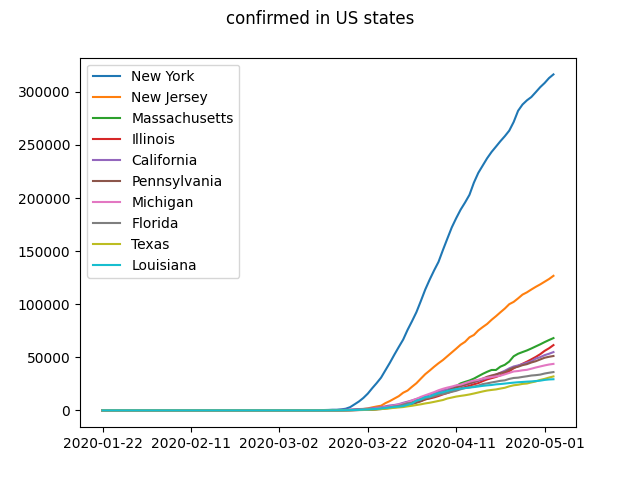 confirmed in US states
New York
New Jersey
Massachusetts
Illinois
California
Pennsylvania
Michigan
Florida
Texas
Louisiana
300000
250000
200000
150000
100000
50000
0
2020-01-22 2020-02-11 2020-03-02 2020-03-22 2020-04-11 2020-05-01